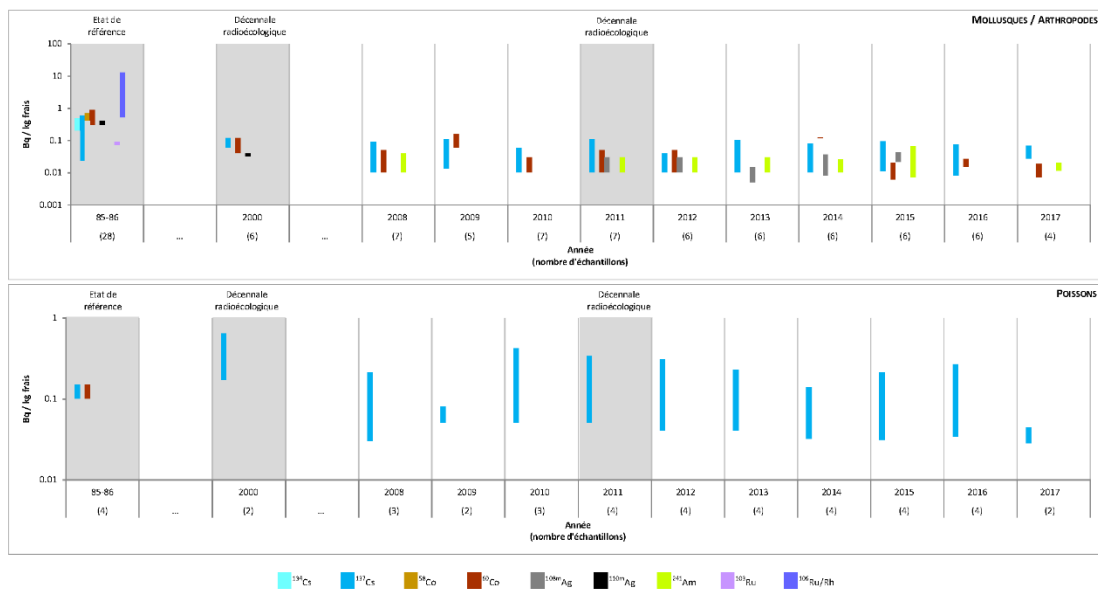 MOLLUSQUES / ARTHROPODES
Etat de
référence
Décennale
radioécologique
Décennale
radioécologique
Bq / kg frais
100
10
1
0.1
0.01
0.001
85-86 ... 2000 ... 2008 2009 2010 2011 2012 2013 2014 2015 2016 2017
(28) (6) (7) (5) (7) (7) (6) (6) (6) (6) (6) (4)
Année
(nombre d'échantillons)
POISSONS
Etat de
référence
Décennale
radioécologique
Décennale
radioécologique
Bq / kg frais
1
0.1
0.01
85-86 2000 2008 2009 2010 2011 2012 2013 2014 2015 2016 2017
(4) ... (2) ... (3) (2) (3) (4) (4) (4) (4) (4) (4) (2)
Année
(nombre d'échantillons)
¹³⁴Cs ¹³⁷Cs ⁵⁸Co ⁶⁰Co ¹⁰⁸ᵐAg ¹¹⁰ᵐAg ²⁴¹Am ¹⁰³Ru ¹⁰⁶Ru/Rh